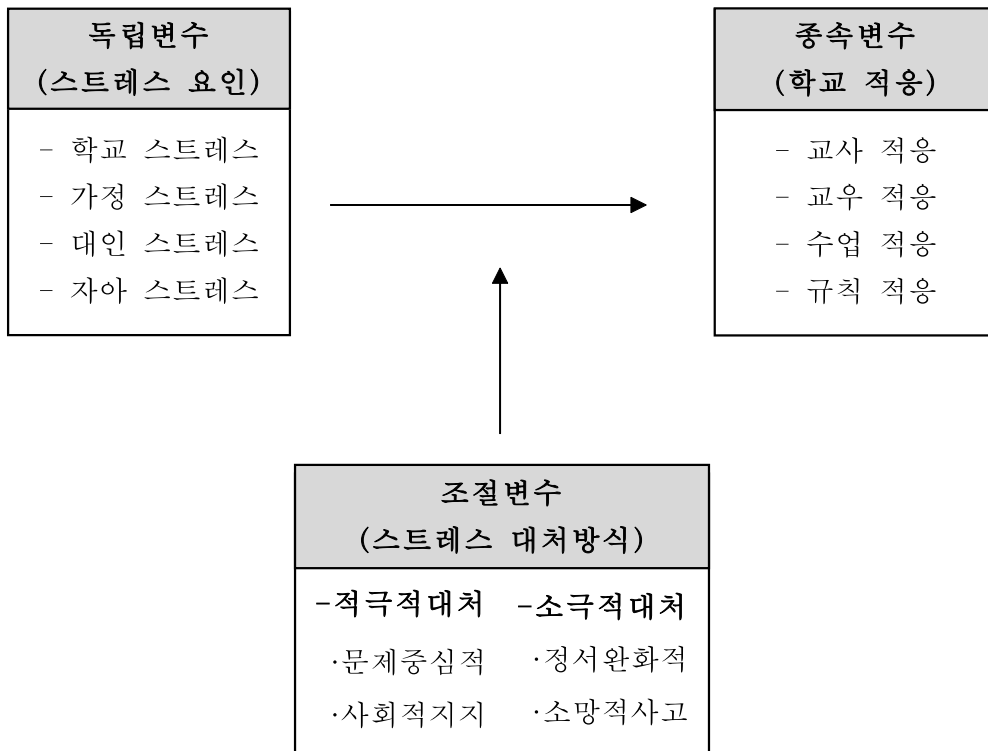 독립변수
(스트레스 요인)
- 학교 스트레스
- 가정 스트레스
- 대인 스트레스
- 자아 스트레스
종속변수
(학교 적응)
- 교사 적응
- 교우 적응
- 수업 적응
- 규칙 적응
조절변수
(스트레스 대처방식)
-적극적대처 -소극적대처
·문제중심적 ·정서완화적
·사회적지지 ·소망적사고